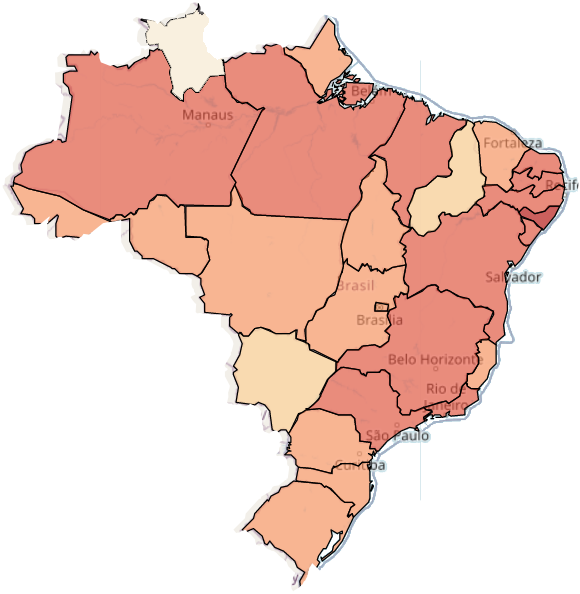 Belém
Manaus
Fortaleza
Recife
Brasil
Salvador
Brasília
Belo Horizonte
Rio de
Janeiro
São Paulo
Curitiba